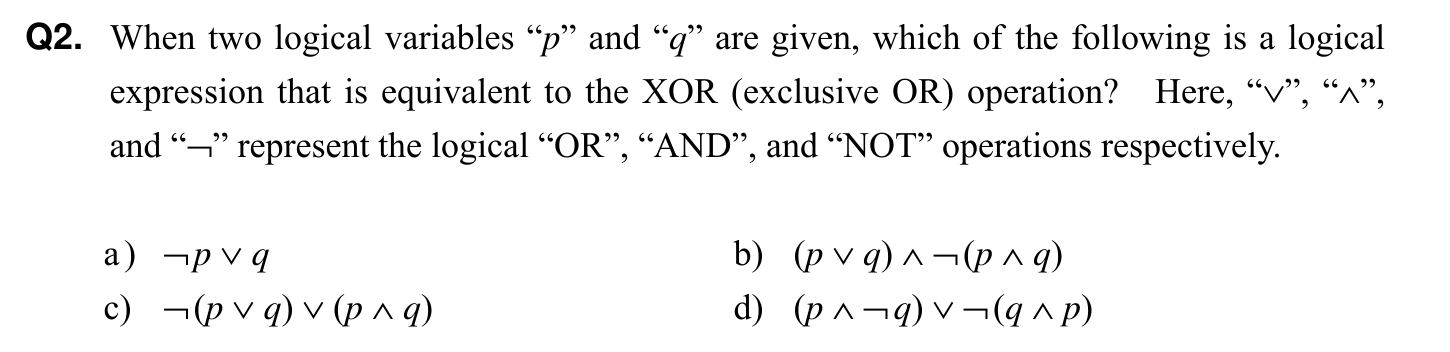 Q2. When two logical variables “p” and “q” are given, which of the following is a logical
expression that is equivalent to the XOR (exclusive OR) operation? Here, “∨”, “∧”,
and “¬” represent the logical “OR”, “AND”, and “NOT” operations respectively.
a) ¬p ∨ q b) (p ∨ q) ∧ ¬(p ∧ q)
c) ¬(p ∨ q) ∨ (p ∧ q) d) (p ∧ ¬q) ∨ ¬(q ∧ p)